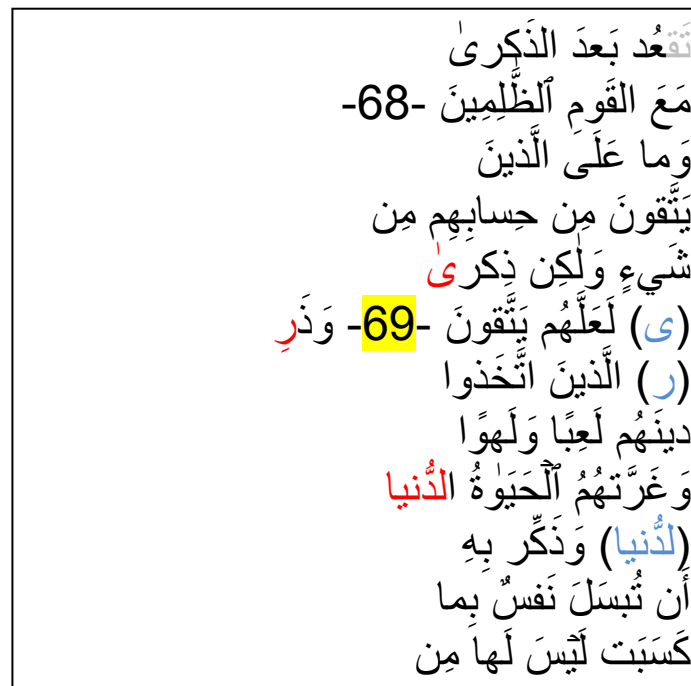 تَقعُد بَعدَ الذِّكرىٰ
مَعَ القَومِ ٱلظَّٰلِمِينَ -68-
وَما عَلَى الَّذينَ
يَتَّقونَ مِن حِسابِهِم مِن
شَيءٍ وَلٰكِن ذِكرىٰ
(ى) لَعَلَّهُم يَتَّقونَ -69- وَذَرِ
(ر) الَّذينَ اتَّخَذوا
دينَهُم لَعِبًا وَلَهوًا
وَغَرَّتهُمُ ٱلۡحَيَوٰةُ الدُّنيا
(لدُّنيا) وَذَكِّر بِهِ
أَن تُبسَلَ نَفسٌ بِما
كَسَبَت لَيۡسَ لَها مِن